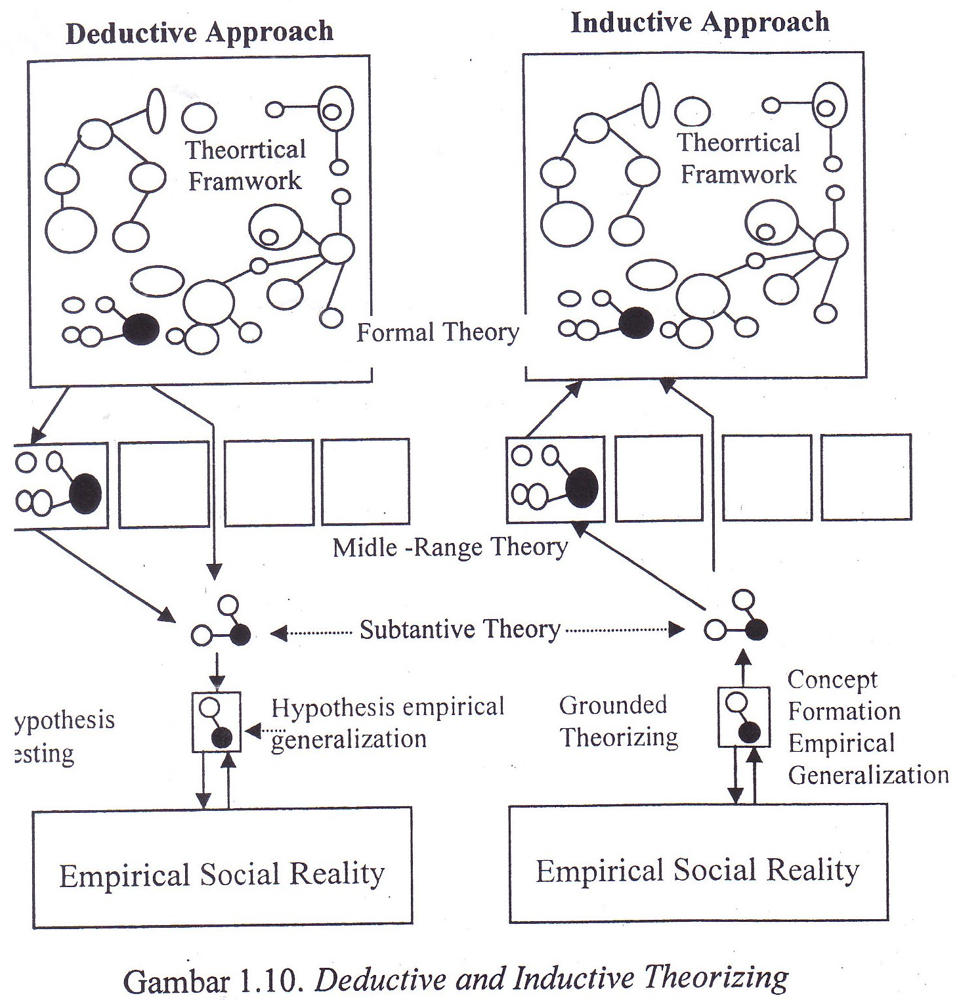 Deductive Approach
Inductive Approach
Theorrtical
Framwork
Theorrtical
Framwork
Formal Theory
Midle -Range Theory
Subtantive Theory
ypothesis
esting
Hypothesis empirical
generalization
Grounded
Theorizing
Concept
Formation
Empirical
Generalization
Empirical Social Reality
Empirical Social Reality
Gambar 1.10. Deductive and Inductive Theorizing